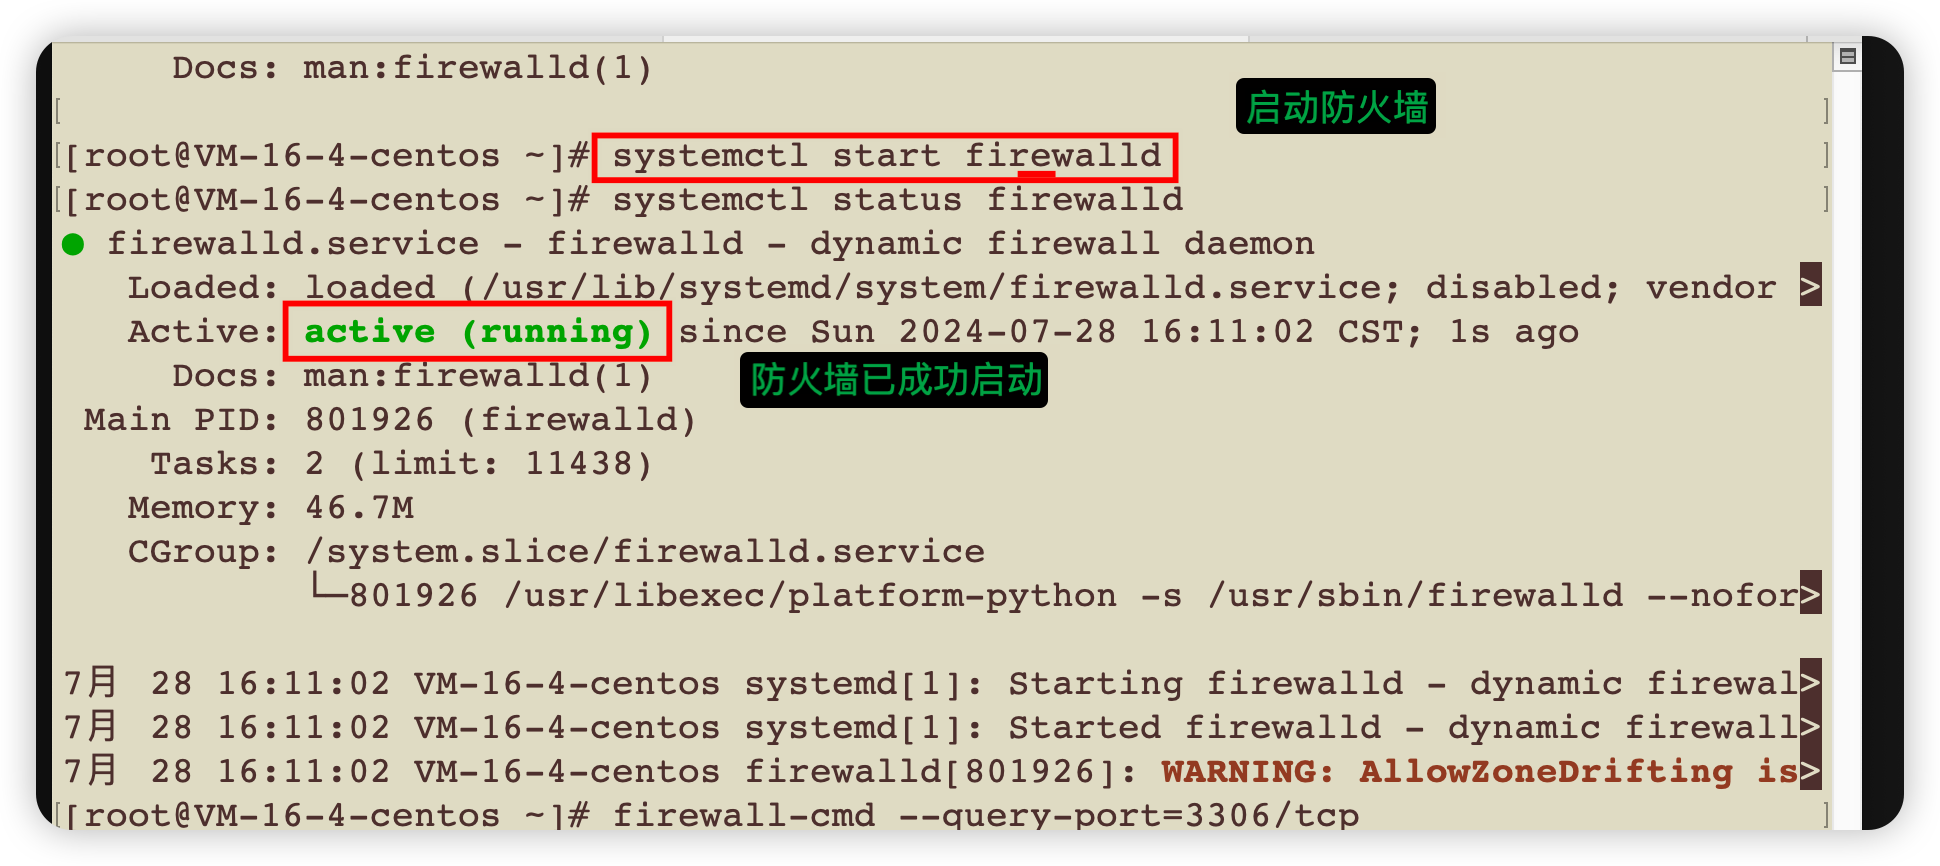 Docs: man:firewalld(1)
启动防火墙
[root@VM-16-4-centos ~]# systemctl start firewalld
[root@VM-16-4-centos ~]# systemctl status firewalld
● firewalld.service - firewalld - dynamic firewall daemon
Loaded: loaded (/usr/lib/systemd/system/firewalld.service; disabled; vendor >
Active: active (running) since Sun 2024-07-28 16:11:02 CST; 1s ago
Docs: man:firewalld(1)
防火墙已成功启动
Main PID: 801926 (firewalld)
Tasks: 2 (limit: 11438)
Memory: 46.7M
CGroup: /system.slice/firewalld.service
└─801926 /usr/libexec/platform-python -s /usr/sbin/firewalld --nofor>
7月 28 16:11:02 VM-16-4-centos systemd[1]: Starting firewalld - dynamic firewal>
7月 28 16:11:02 VM-16-4-centos systemd[1]: Started firewalld - dynamic firewall>
7月 28 16:11:02 VM-16-4-centos firewalld[801926]: WARNING: AllowZoneDrifting is>
[root@VM-16-4-centos ~]# firewall-cmd --query-port=3306/tcp